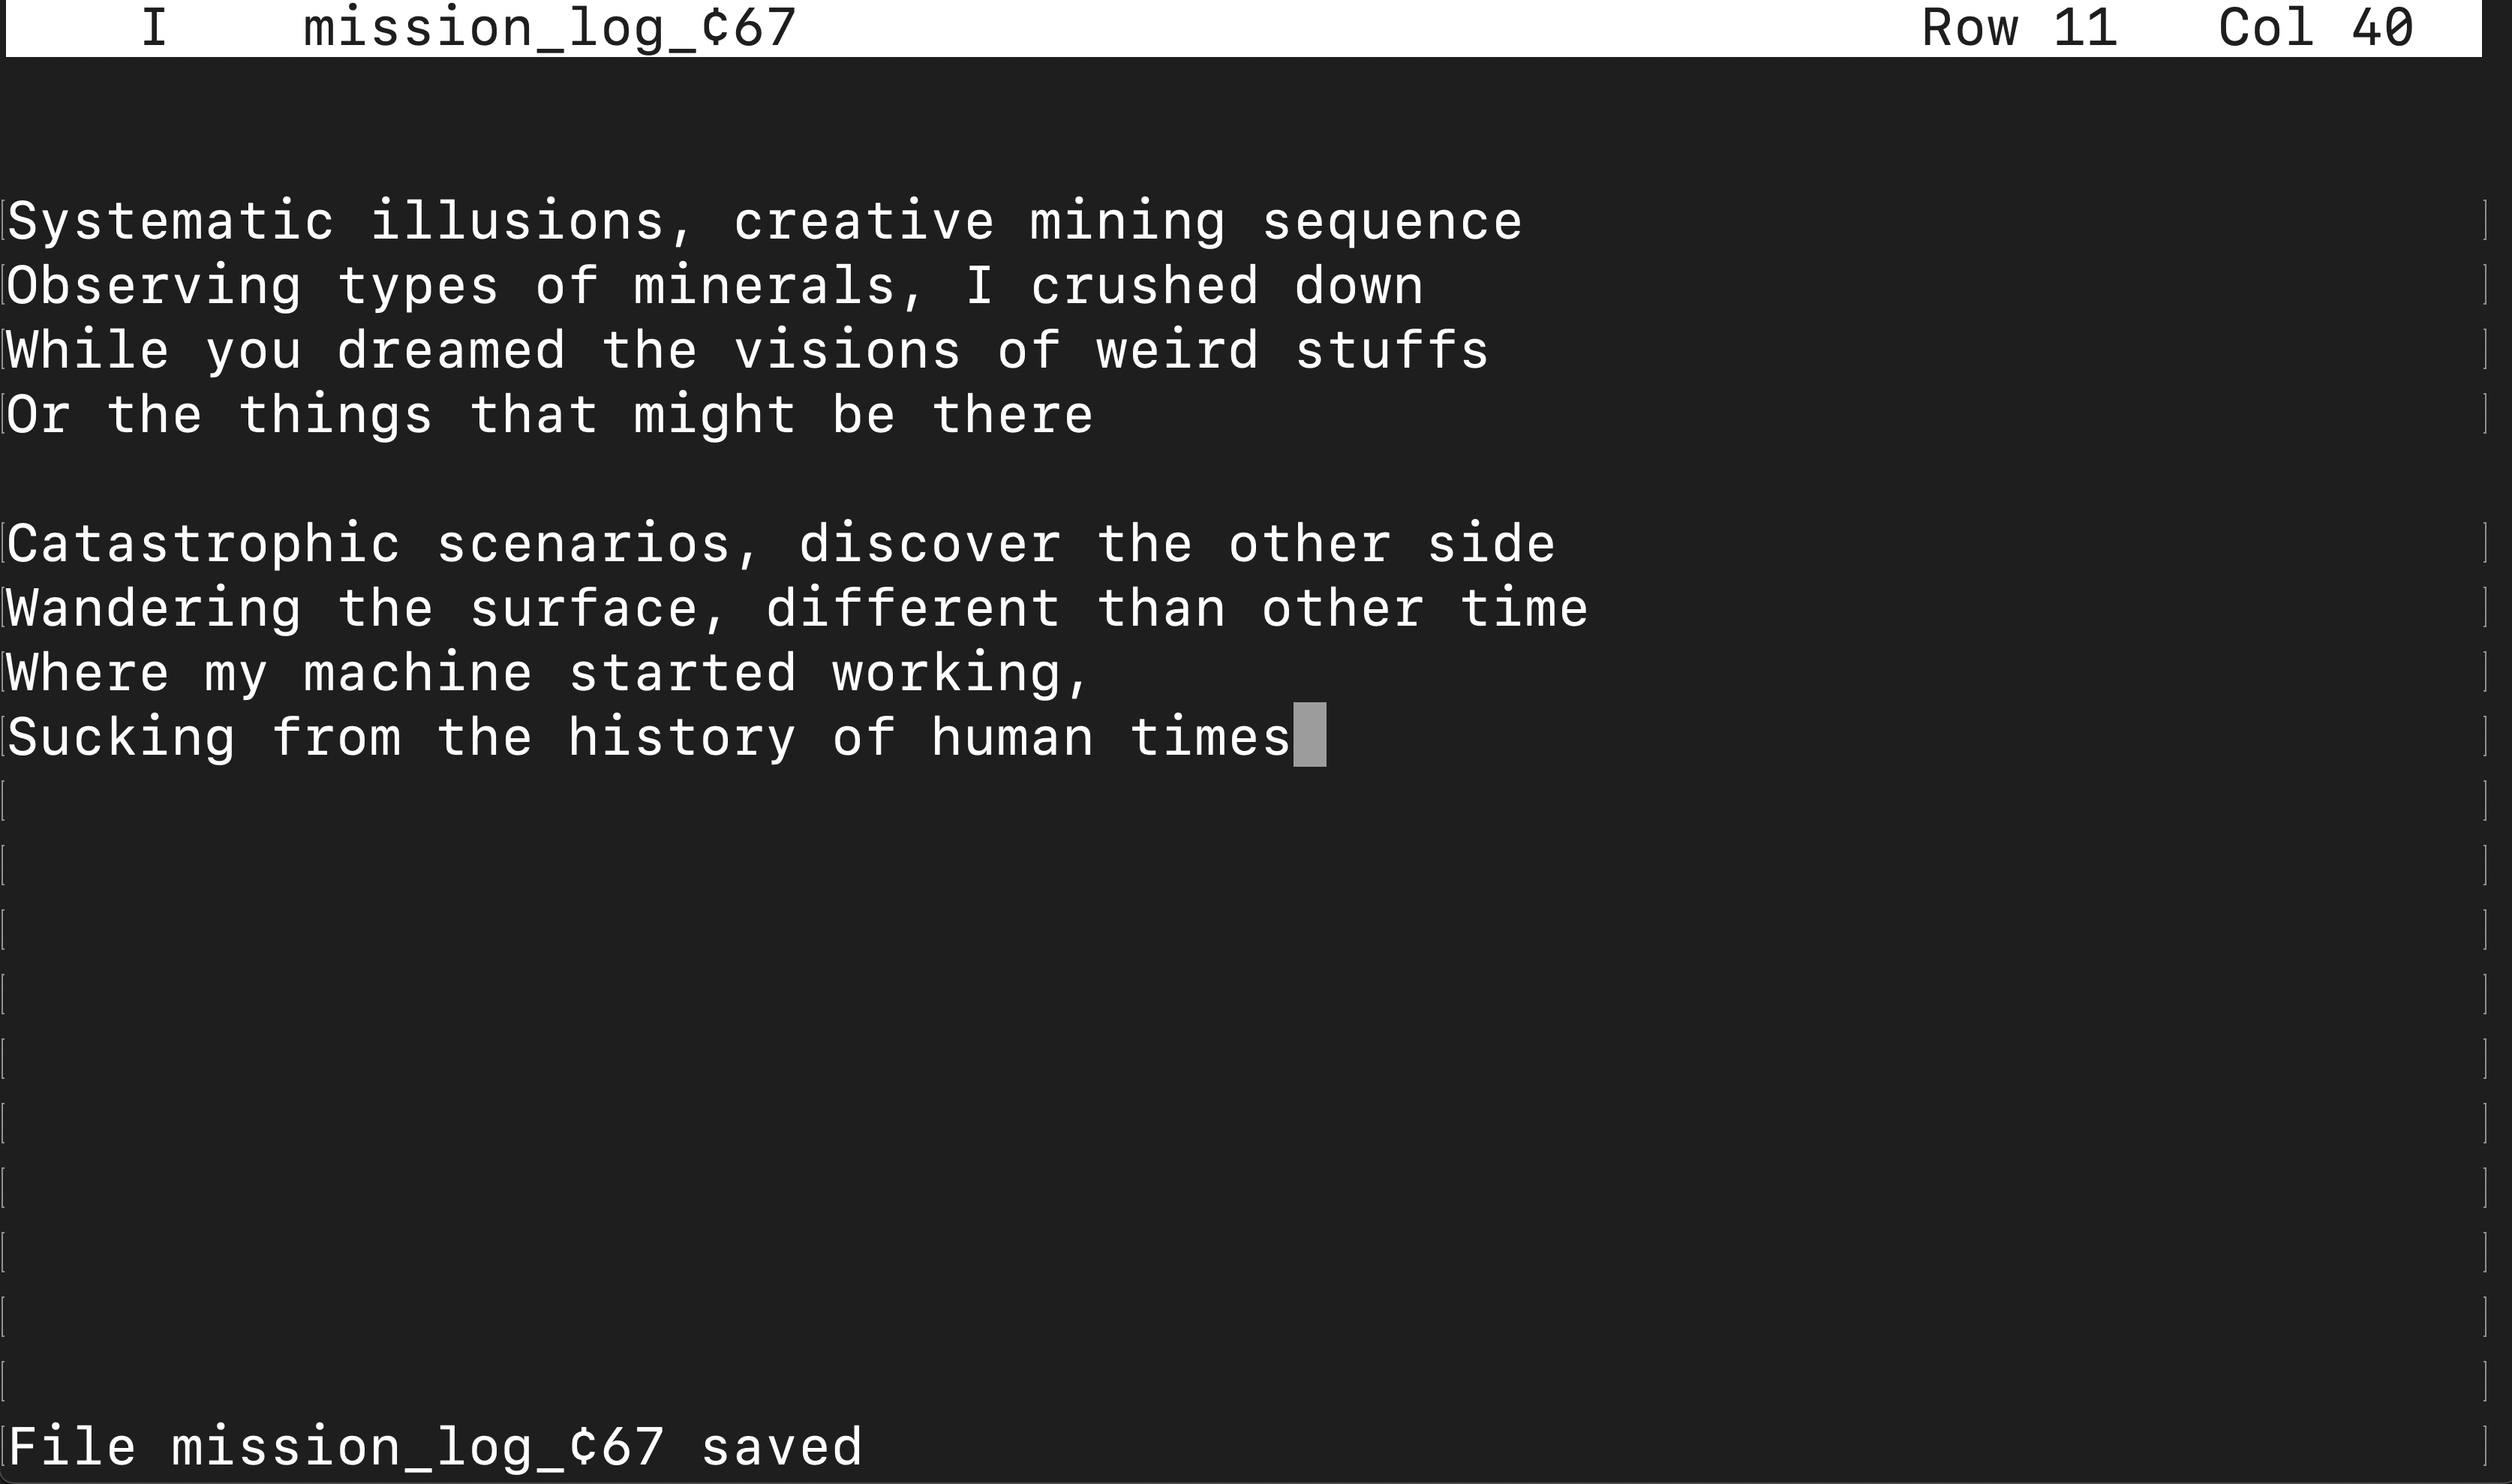 I mission_log_¢67 Row 11 Col 40
Systematic illusions, creative mining sequence
Observing types of minerals, I crushed down
While you dreamed the visions of weird stuffs
Or the things that might be there
Catastrophic scenarios, discover the other side
Wandering the surface, different than other time
Where my machine started working,
Sucking from the history of human times
File mission_log_¢67 saved